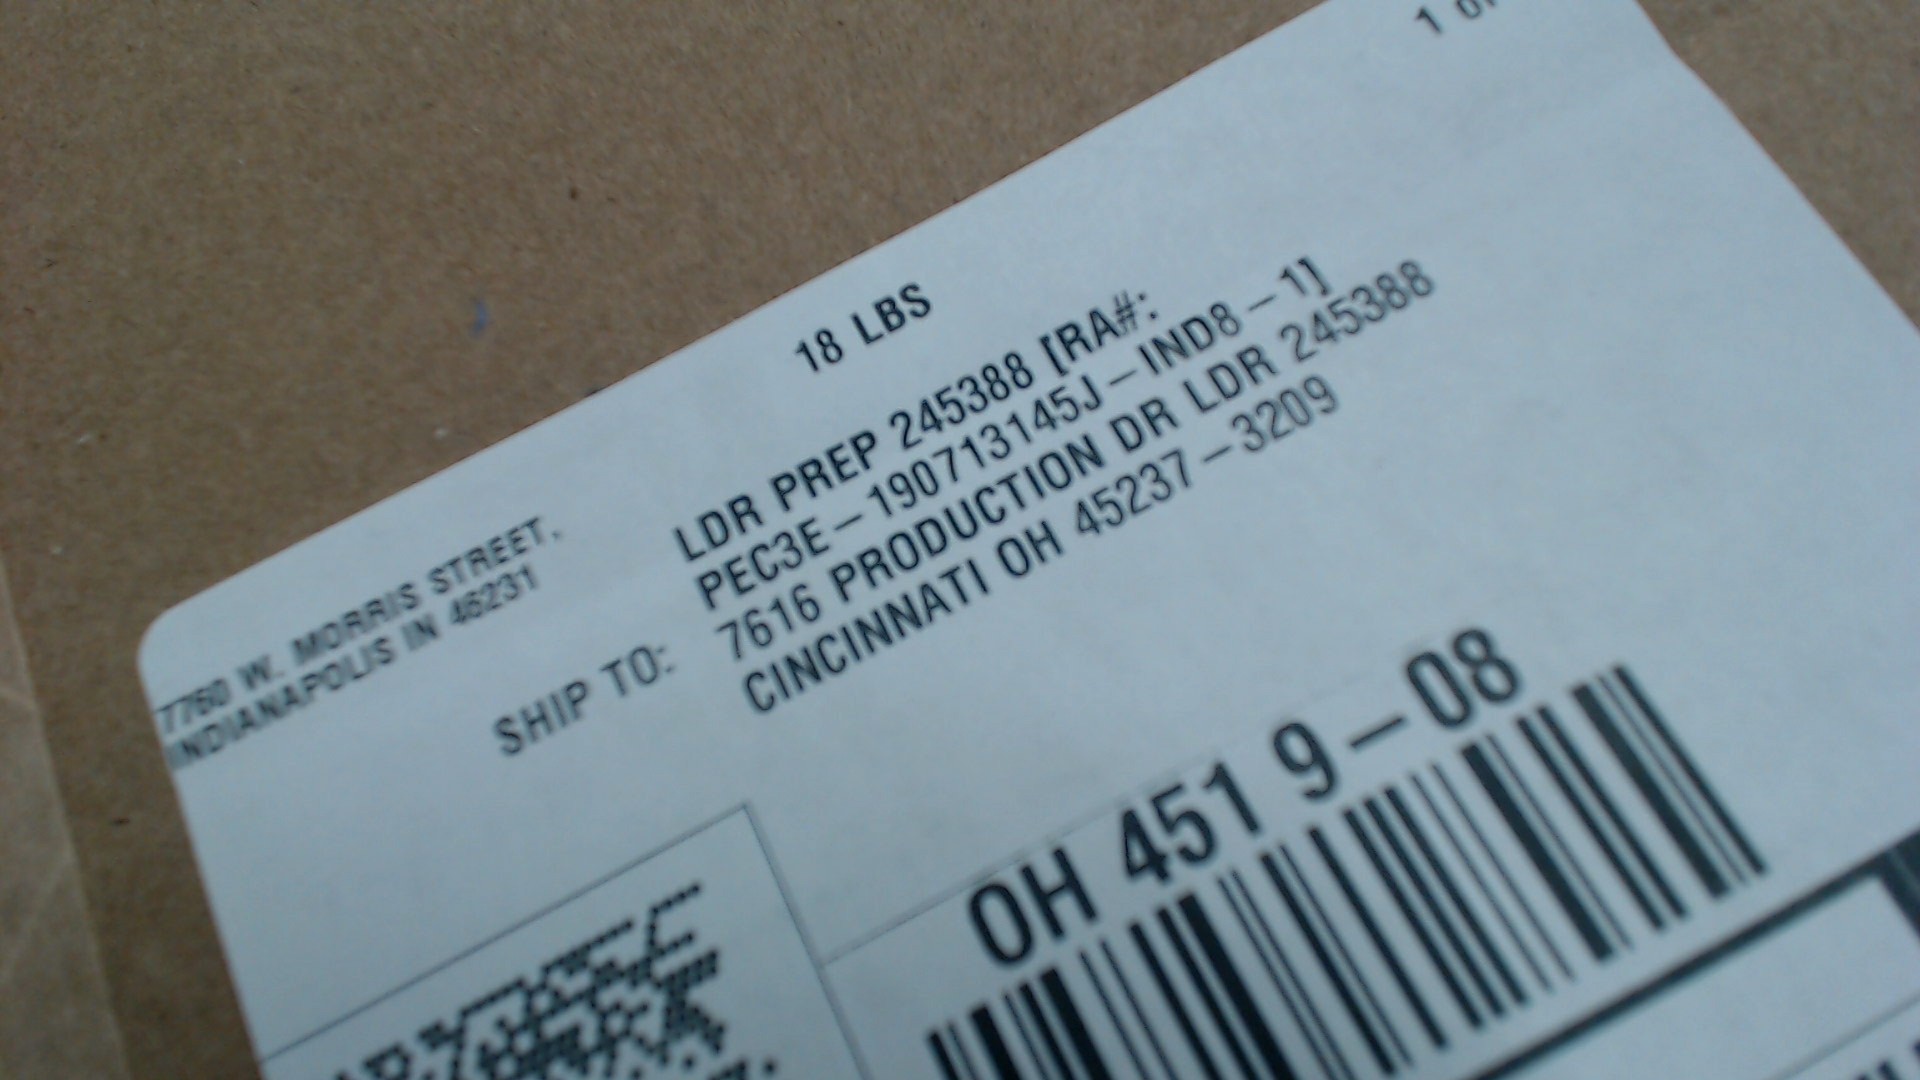 1 OF
18 LBS
7760 W. MORRIS STREET,
INDIANAPOLIS IN 46231
SHIP TO:
LDR PREP 245388 [RA#:
PEC3E-190713145J-IND8-1]
7616 PRODUCTION DR LDR 245388
CINCINNATI OH 45237-3209
OH 451 9-08